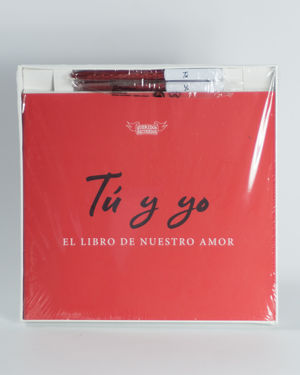 Tú y yo
EL LIBRO DE NUESTRO AMOR